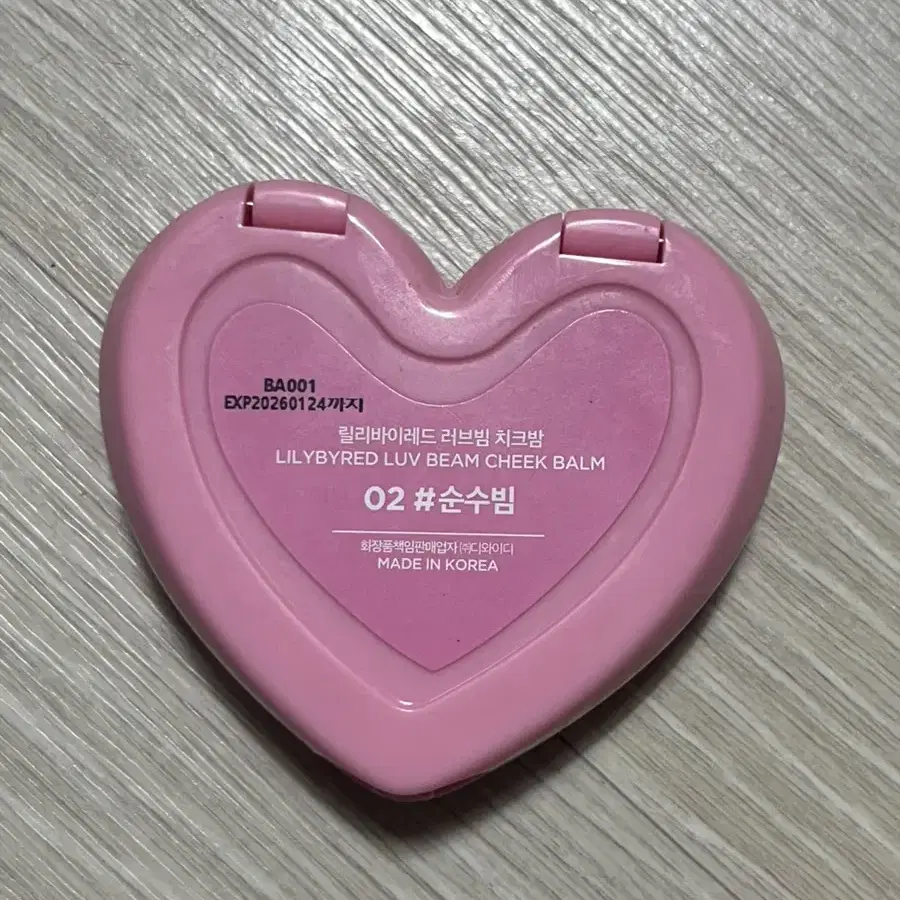 BA001
EXP20260124까지
릴리바이레드 러브빔 치크밤
LILYBYRED LUV BEAM CHEEK BALM
02 #순수빔
화장품책임판매업자 ㈜디와이디
MADE IN KOREA